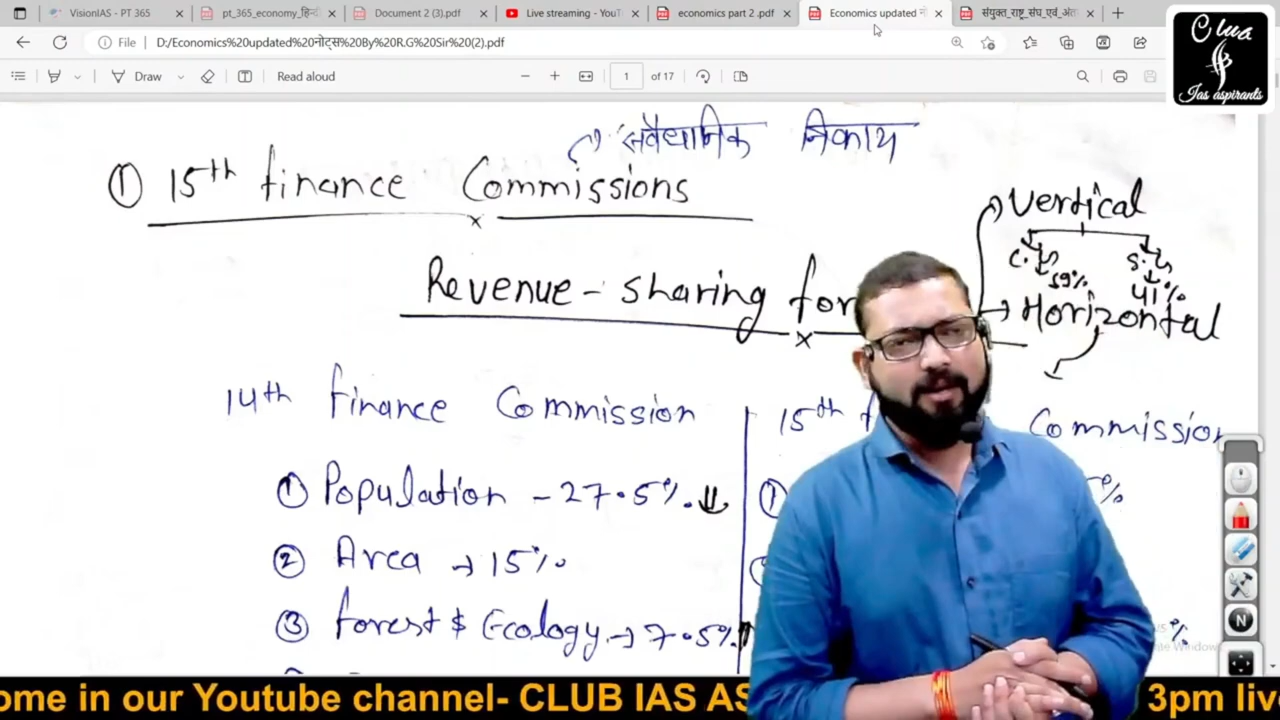 VisionIAS - PT 365
pt_365_economy_हिन्द
Document 2 (3).pdf
Live streaming - YouT
economics part 2 .pdf
Economics updated नो
संयुक्त_राष्ट्र_संघ_एवं_अंत
File
D:/Economics%20updated%20नोट्स%20By%20R.G%20Sir%20(2).pdf
Draw
Read aloud
1
of 17
Club
Ias aspirants
संवैधानिक निकाय
① 15th finance Commissions
Vertical
59%
41%
Revenue - sharing for
Horizontal
14th finance Commission
15th f
Commission
① Population - 27.5%
①
%
② Area → 15%
③ forest & Ecology → 7.5%
%
ome in our Youtube channel- CLUB IAS AS
3pm liv
N